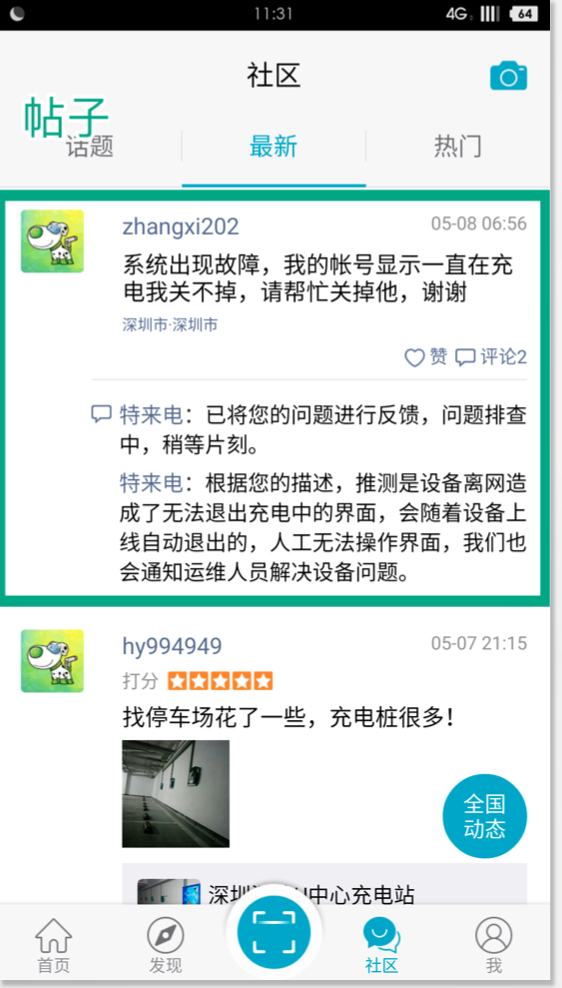 11:31
4G
64
社区
帖子
话题
最新
热门
zhangxi202
05-08 06:56
系统出现故障，我的帐号显示一直在充
电我关不掉，请帮忙关掉他，谢谢
深圳市·深圳市
赞
评论2
特来电：已将您的问题进行反馈，问题排查
中，稍等片刻。
特来电：根据您的描述，推测是设备离网造
成了无法退出充电中的界面，会随着设备上
线自动退出的，人工无法操作界面，我们也
会通知运维人员解决设备问题。
hy994949
05-07 21:15
打分
找停车场花了一些，充电桩很多！
全国
动态
深圳
中心充电站
首页
发现
社区
我